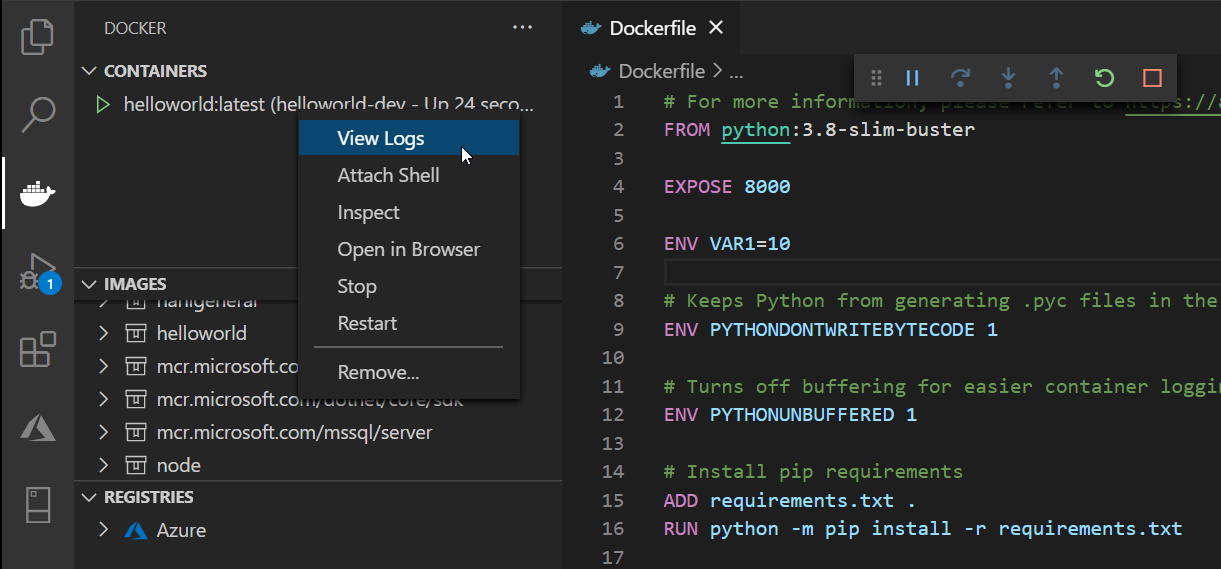 DOCKER
CONTAINERS
helloworld:latest (helloworld-dev - Up 24 seco...
View Logs
Attach Shell
Inspect
Open in Browser
Stop
Restart
Remove...
1
IMAGES
helloworld
mcr.microsoft.co
mcr.microsoft.com/dotnet/core/sdk
mcr.microsoft.com/mssql/server
node
REGISTRIES
Azure
Dockerfile
Dockerfile > ...
1 # For more information, please refer to https://a
2 FROM python:3.8-slim-buster
3
4 EXPOSE 8000
5
6 ENV VAR1=10
7
8 # Keeps Python from generating .pyc files in the
9 ENV PYTHONDONTWRITEBYTECODE 1
10
11 # Turns off buffering for easier container loggin
12 ENV PYTHONUNBUFFERED 1
13
14 # Install pip requirements
15 ADD requirements.txt .
16 RUN python -m pip install -r requirements.txt
17